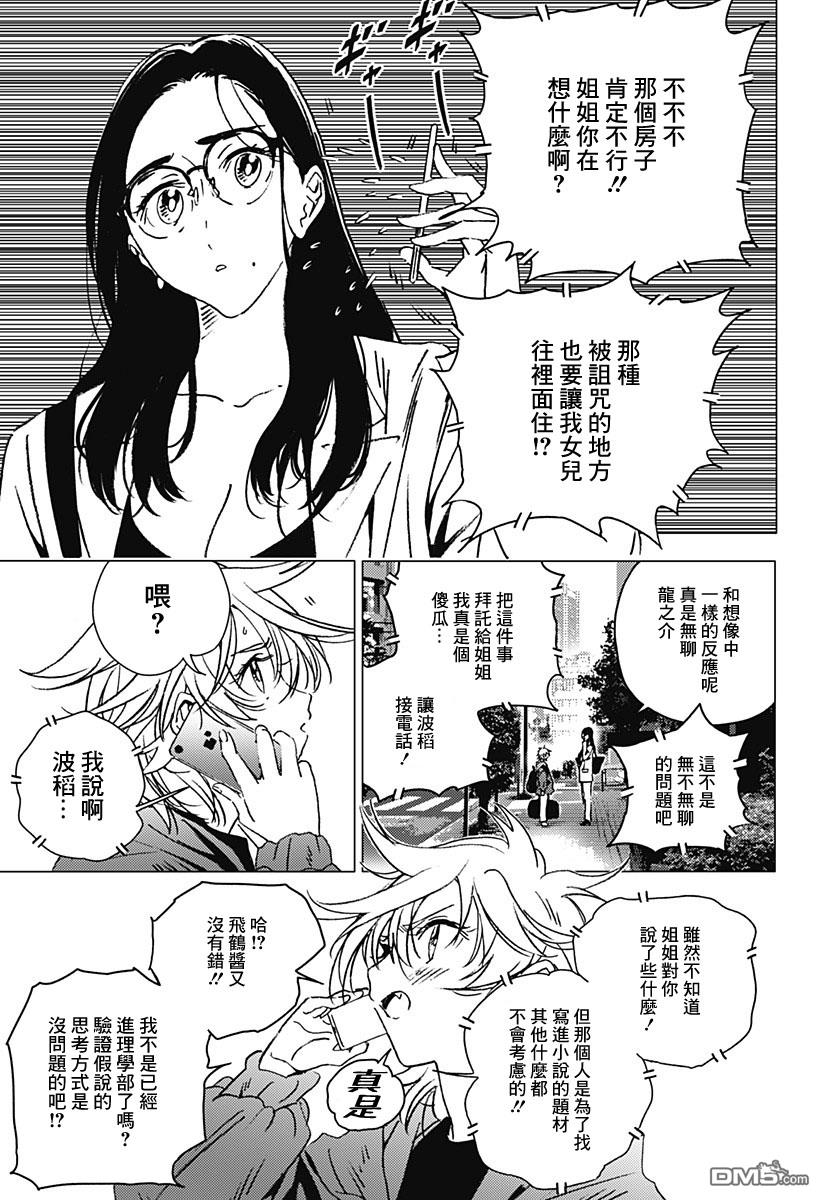 不不不
那個房子
肯定不行!!
姐姐你在
想什麼啊?
ギャ
ギャ
那種
被詛咒的地方
也要讓我女兒
往裡面住!?
和想像中
一樣的反應呢
真是無聊
龍之介
這不是
無不無聊
的問題吧
把這件事
拜託給姐姐
我真是個
傻瓜…
讓波稻
接電話!
喂?
我說啊
波稻…
雖然不知道
姐姐對你
說了些什麼!
但那個人是為了找
寫進小說的題材
其他什麼都
不會考慮的!!
真是
哈!?
飛鶴醬又
沒有錯!!
我不是已經
進理學部了嗎?
驗證假說的
思考方式是
沒問題的吧!?
DM5.com